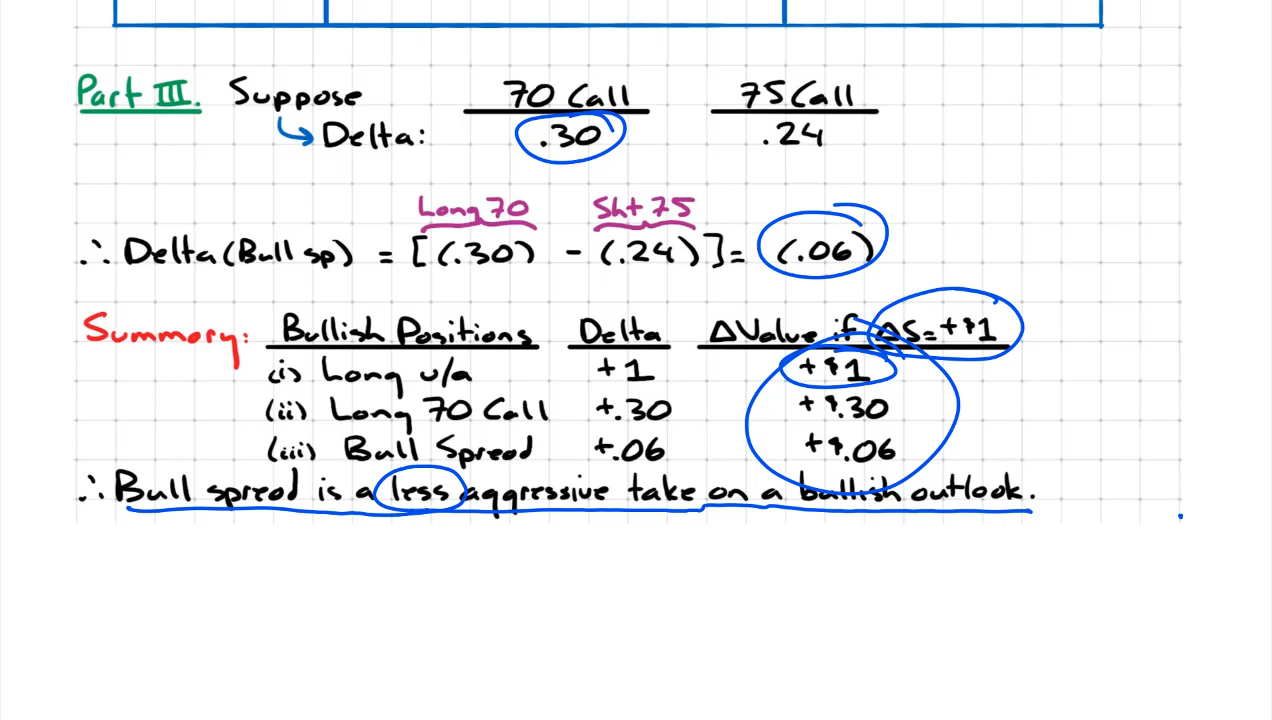 Part III. Suppose 70 Call 75 Call
Delta: .30 .24
Long 70 Sht 75
∴ Delta (Bull sp) = [(.30) - (.24)] = (.06)
Summary: Bullish Positions Delta ΔValue if ΔS=+$1
(i) Long u/a +1 +$1
(ii) Long 70 Call +.30 +$.30
(iii) Bull Spread +.06 +$.06
∴ Bull spread is a less aggressive take on a bullish outlook.